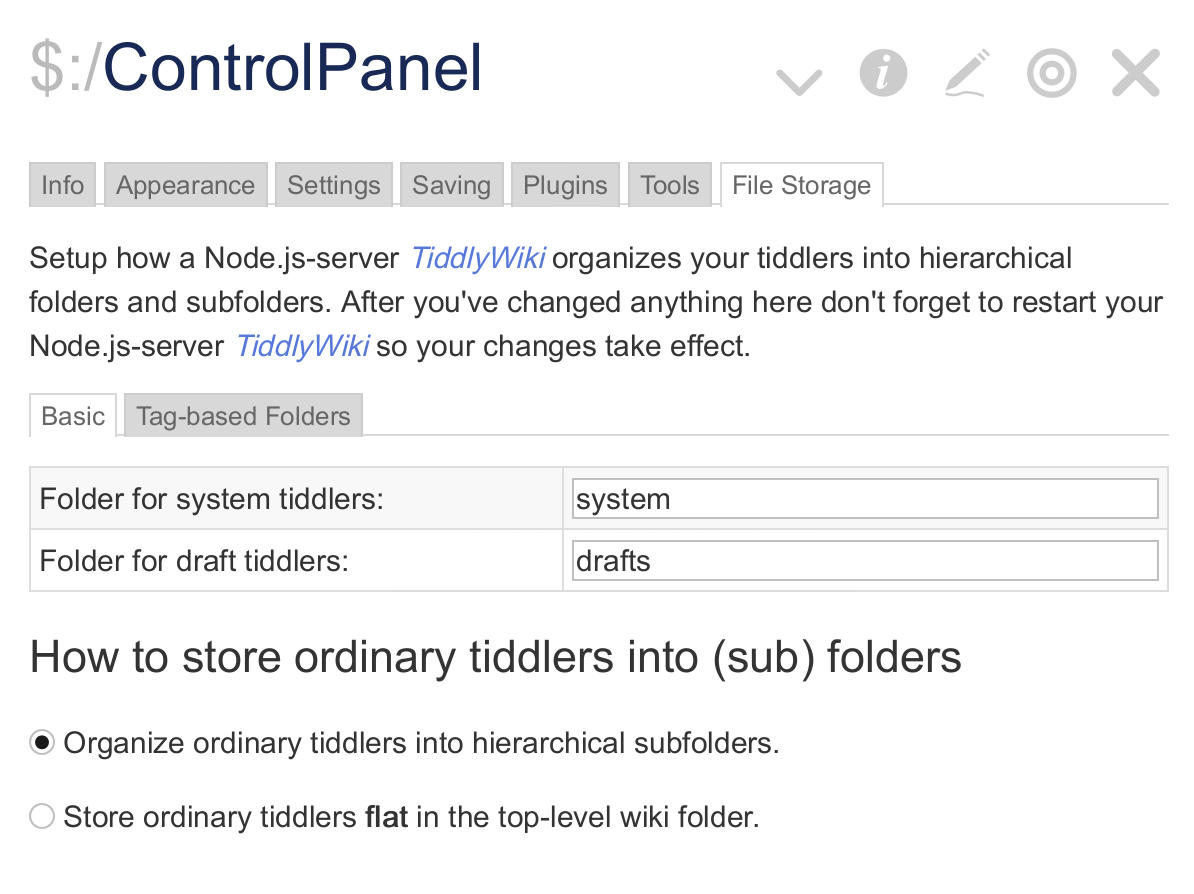 $:/ControlPanel
Info Appearance Settings Saving Plugins Tools File Storage
Setup how a Node.js-server TiddlyWiki organizes your tiddlers into hierarchical
folders and subfolders. After you've changed anything here don't forget to restart your
Node.js-server TiddlyWiki so your changes take effect.
Basic Tag-based Folders
Folder for system tiddlers: system
Folder for draft tiddlers: drafts
How to store ordinary tiddlers into (sub) folders
Organize ordinary tiddlers into hierarchical subfolders.
Store ordinary tiddlers flat in the top-level wiki folder.